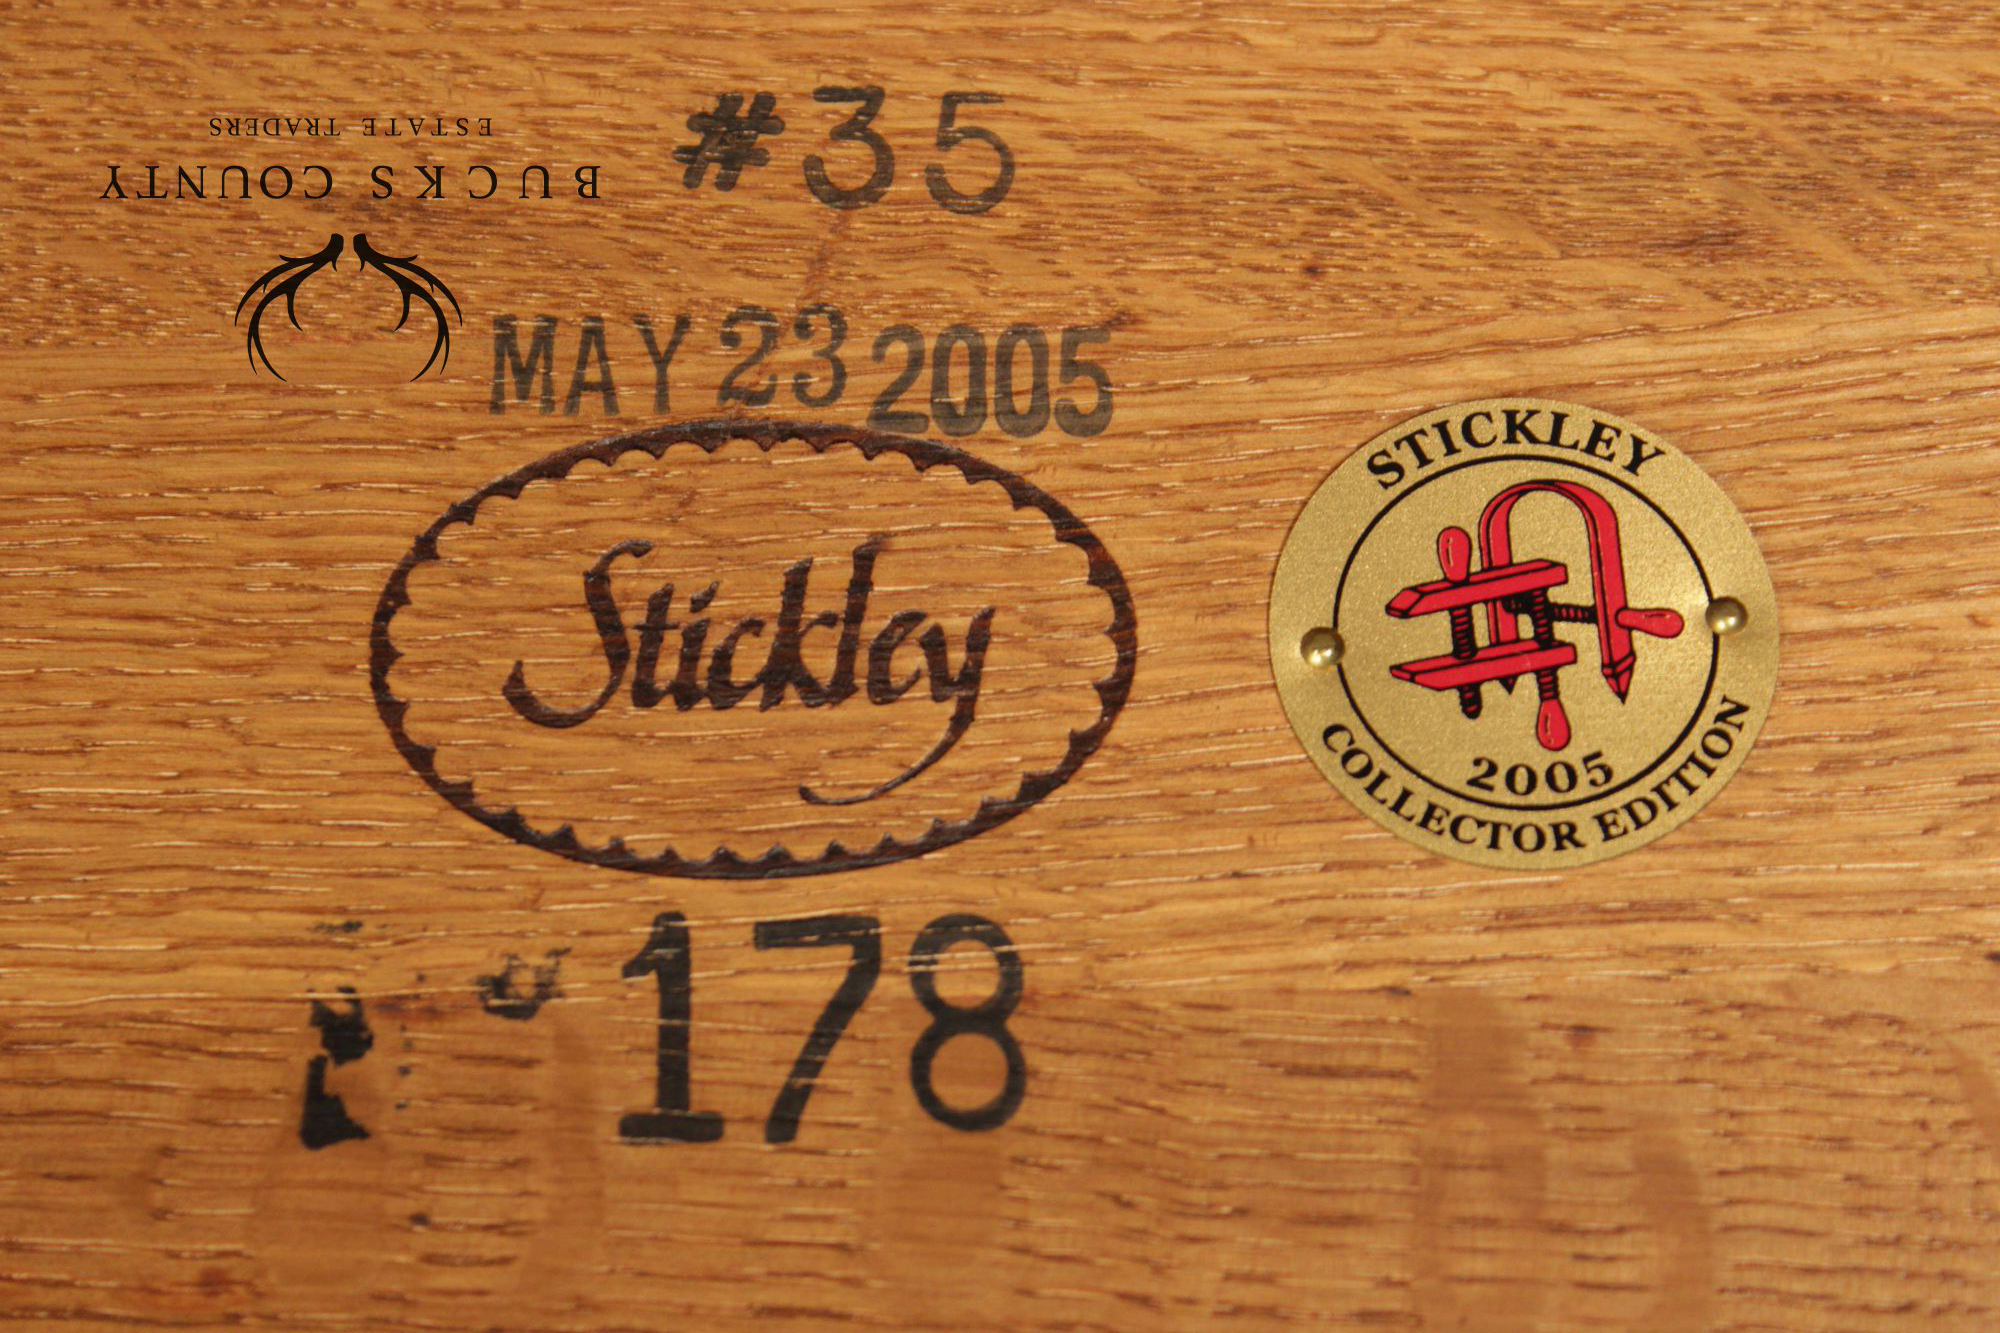 #35
BUCKS COUNTY
ESTATE TRADERS
MAY 23 2005
Stickley
178
STICKLEY
2005
COLLECTOR EDITION